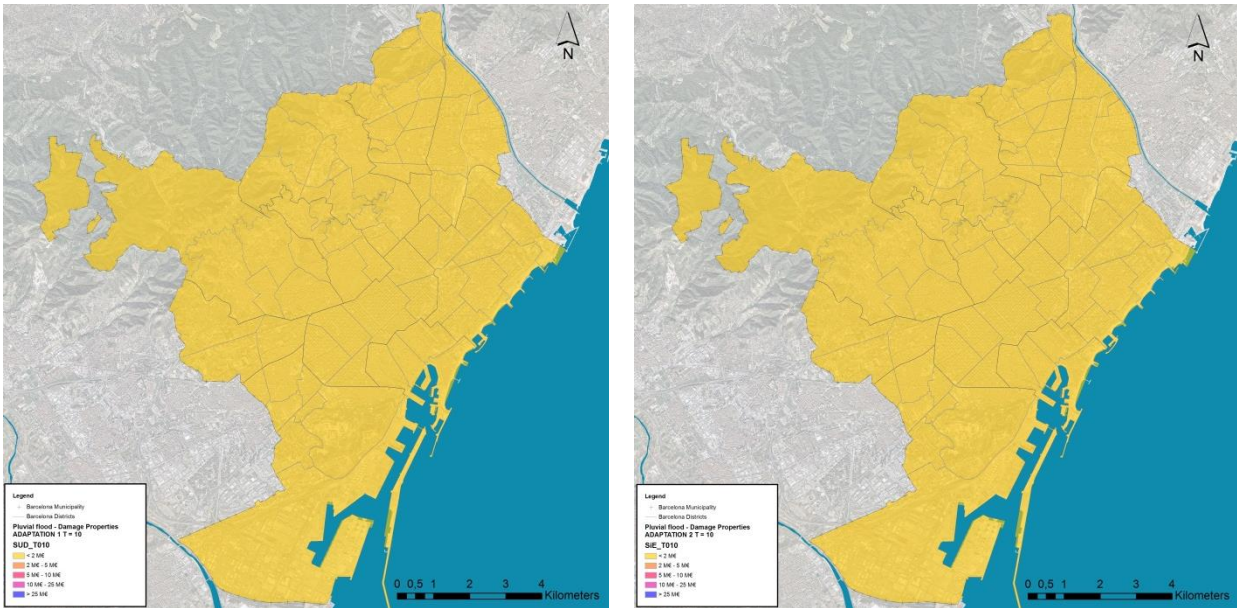 N
Legend
Barcelona Municipality
Barcelona Districts
Pluvial flood - Damage Properties
ADAPTATION 1 T = 10
SUD_T010
< 2 M€
2 M€ - 5 M€
5 M€ - 10 M€
10 M€ - 25 M€
> 25 M€
0 0,5 1 2 3 4
Kilometers
N
Legend
Barcelona Municipality
Barcelona Districts
Pluvial flood - Damage Properties
ADAPTATION 2 T = 10
SiE_T010
< 2 M€
2 M€ - 5 M€
5 M€ - 10 M€
10 M€ - 25 M€
> 25 M€
0 0,5 1 2 3 4
Kilometers